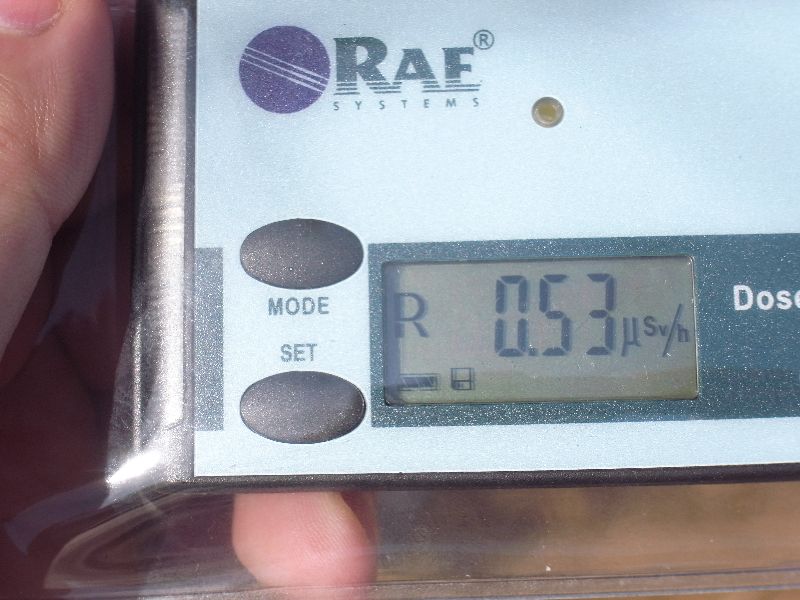 RAE®
SYSTEMS
MODE
SET
R 0.53 µSv/h
Dose